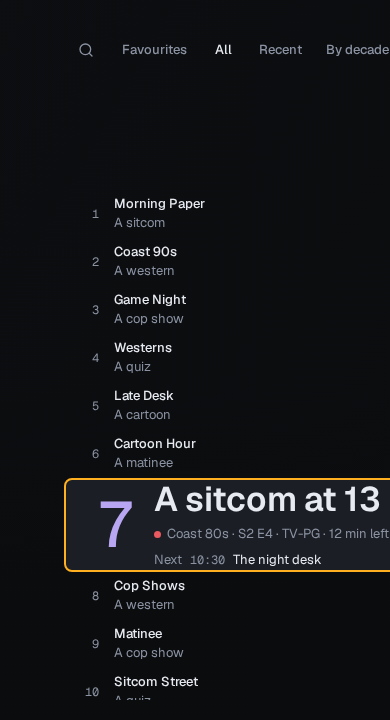 Favourites All Recent By decade
1 Morning Paper
A sitcom
2 Coast 90s
A western
3 Game Night
A cop show
4 Westerns
A quiz
5 Late Desk
A cartoon
6 Cartoon Hour
A matinee
7 A sitcom at 13
Coast 80s · S2 E4 · TV-PG · 12 min left
Next 10:30 The night desk
8 Cop Shows
A western
9 Matinee
A cop show
10 Sitcom Street
A quiz